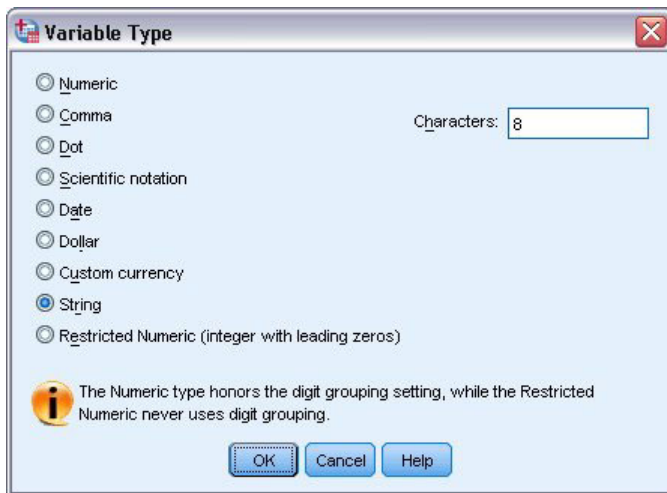 Variable Type
Numeric
Comma
Characters: 8
Dot
Scientific notation
Date
Dollar
Custom currency
String
Restricted Numeric (integer with leading zeros)
The Numeric type honors the digit grouping setting, while the Restricted
Numeric never uses digit grouping.
OK Cancel Help